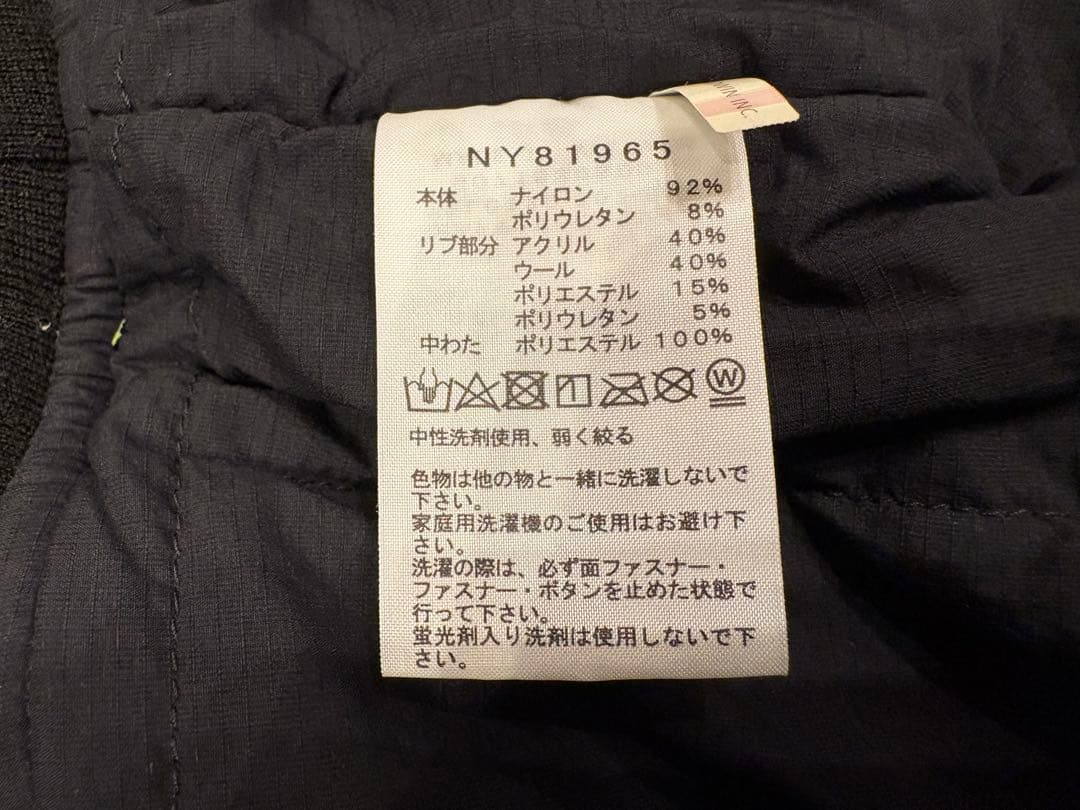 WIN INC.
NY81965
本体 ナイロン 92%
ポリウレタン 8%
リブ部分 アクリル 40%
ウール 40%
ポリエステル 15%
ポリウレタン 5%
中わた ポリエステル 100%
W
中性洗剤使用、弱く絞る
色物は他の物と一緒に洗濯しないで
下さい。
家庭用洗濯機のご使用はお避け下
さい。
洗濯の際は、必ず面ファスナー・
ファスナー・ボタンを止めた状態で
行って下さい。
蛍光剤入り洗剤は使用しないで下
さい。